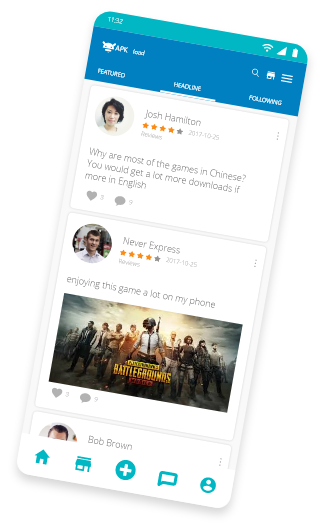 11:32
APK load
FEATURED HEADLINE FOLLOWING
Josh Hamilton
2017-10-25
Reviews
Why are most of the games in Chinese?
You would get a lot more downloads if
more in English
3 9
Never Express
2017-10-25
Reviews
enjoying this game a lot on my phone
PLAYERUNKNOWN'S
BATTLEGROUNDS
0 9
Bob Brown